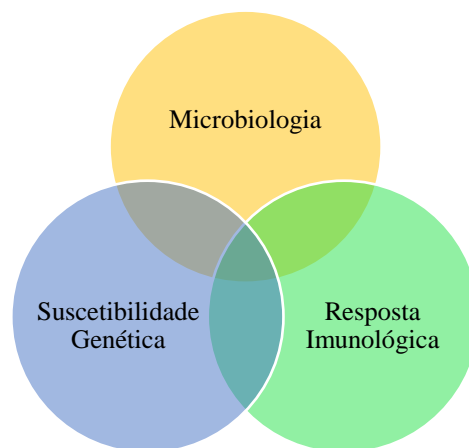 Microbiologia
Suscetibilidade
Genética
Resposta
Imunológica